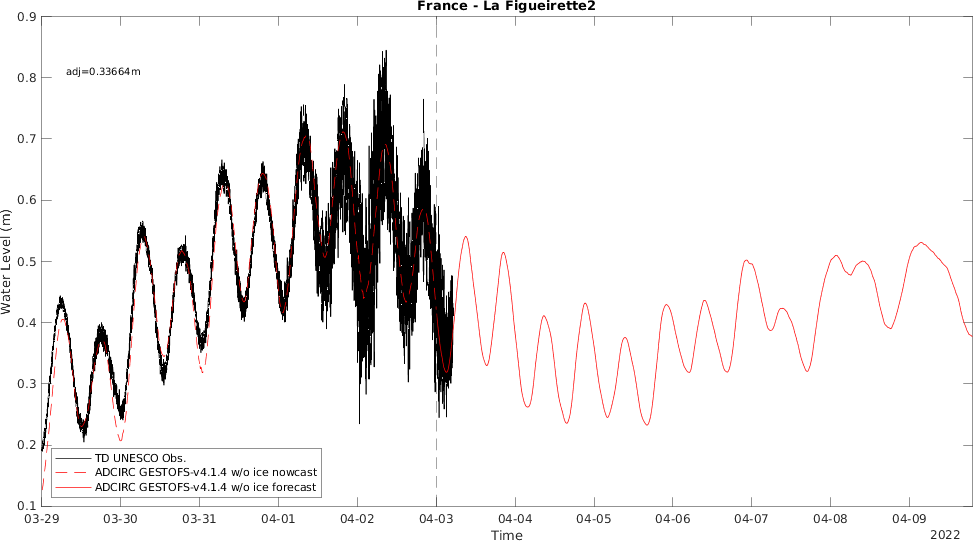 France - La Figueirette2
adj=0.33664m
Water Level (m)
0.9
0.8
0.7
0.6
0.5
0.4
0.3
0.2
0.1
TD UNESCO Obs.
ADCIRC GESTOFS-v4.1.4 w/o ice nowcast
ADCIRC GESTOFS-v4.1.4 w/o ice forecast
03-29 03-30 03-31 04-01 04-02 04-03 04-04 04-05 04-06 04-07 04-08 04-09
Time
2022